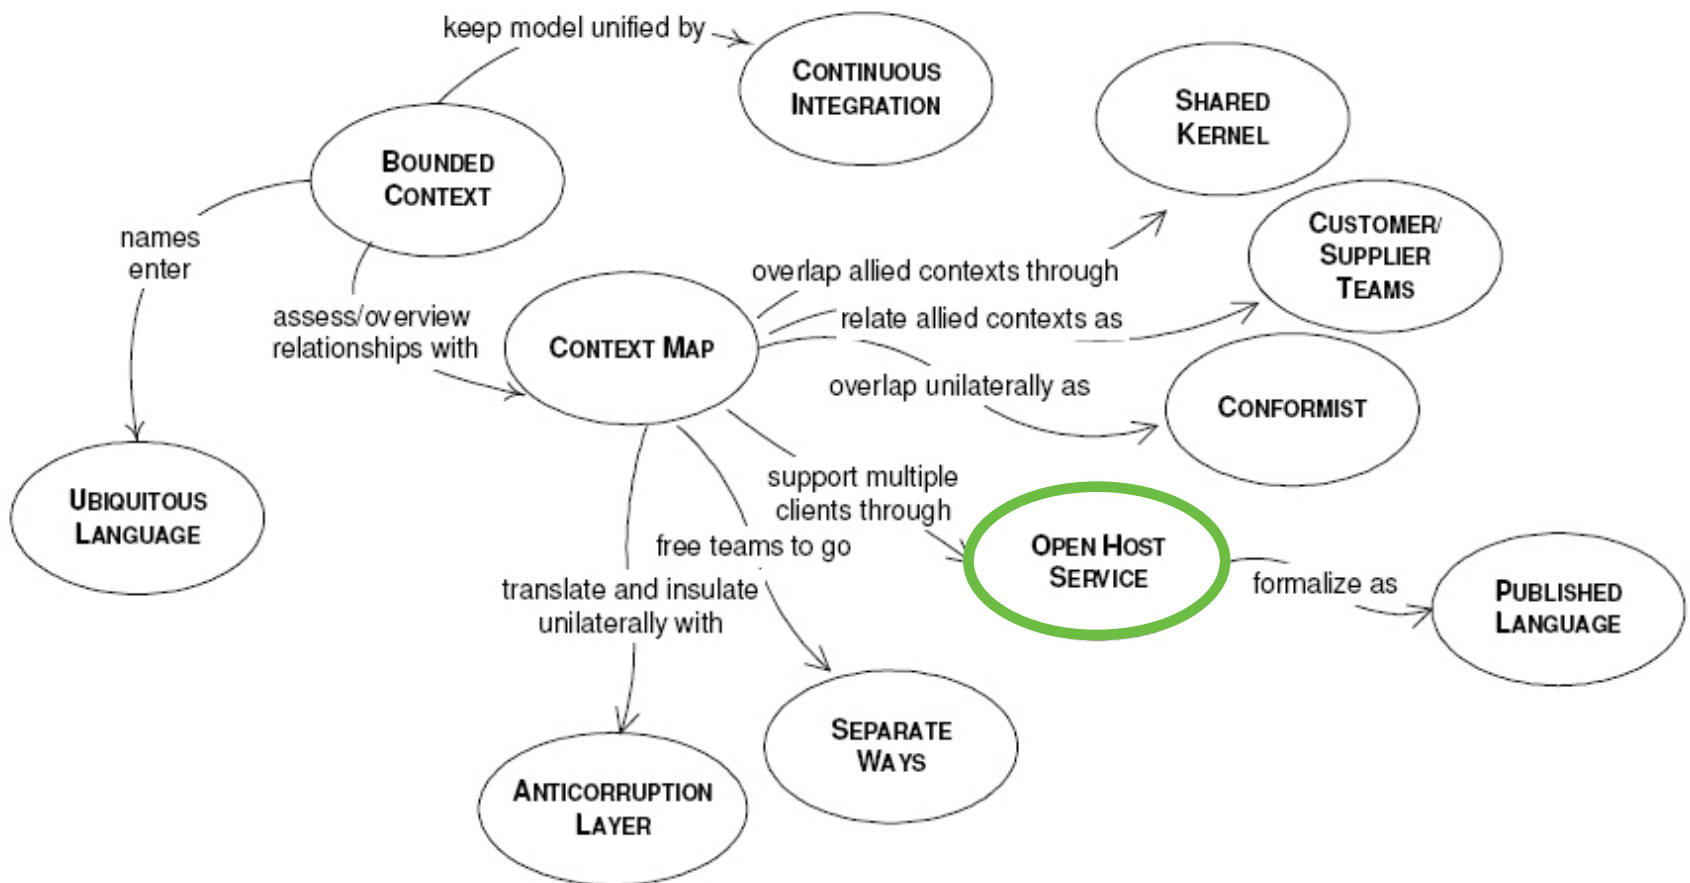 keep model unified by
CONTINUOUS
INTEGRATION
SHARED
KERNEL
BOUNDED
CONTEXT
names
enter
CUSTOMER/
SUPPLIER
TEAMS
overlap allied contexts through
assess/overview
relationships with
CONTEXT MAP
relate allied contexts as
overlap unilaterally as
CONFORMIST
UBIQUITOUS
LANGUAGE
support multiple
clients through
free teams to go
OPEN HOST
SERVICE
formalize as
PUBLISHED
LANGUAGE
translate and insulate
unilaterally with
SEPARATE
WAYS
ANTICORRUPTION
LAYER